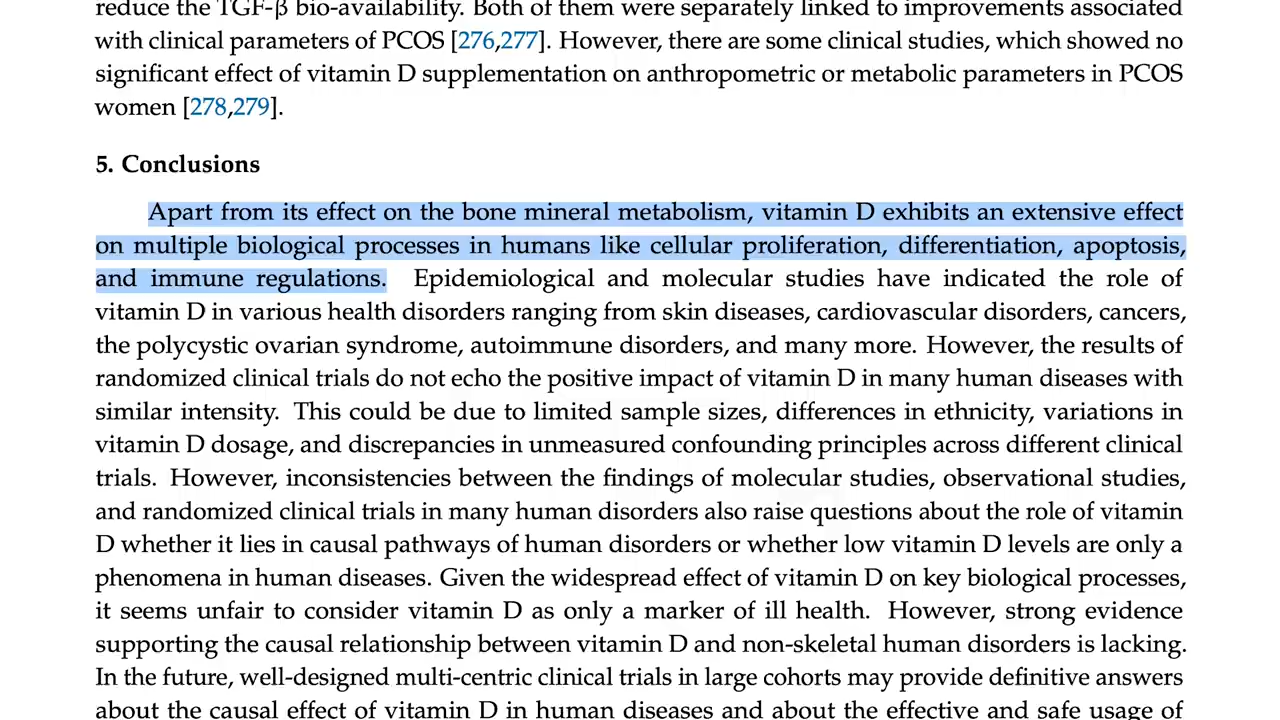 reduce the TGF-β bio-availability. Both of them were separately linked to improvements associated
with clinical parameters of PCOS [276,277]. However, there are some clinical studies, which showed no
significant effect of vitamin D supplementation on anthropometric or metabolic parameters in PCOS
women [278,279].
5. Conclusions
Apart from its effect on the bone mineral metabolism, vitamin D exhibits an extensive effect
on multiple biological processes in humans like cellular proliferation, differentiation, apoptosis,
and immune regulations. Epidemiological and molecular studies have indicated the role of
vitamin D in various health disorders ranging from skin diseases, cardiovascular disorders, cancers,
the polycystic ovarian syndrome, autoimmune disorders, and many more. However, the results of
randomized clinical trials do not echo the positive impact of vitamin D in many human diseases with
similar intensity. This could be due to limited sample sizes, differences in ethnicity, variations in
vitamin D dosage, and discrepancies in unmeasured confounding principles across different clinical
trials. However, inconsistencies between the findings of molecular studies, observational studies,
and randomized clinical trials in many human disorders also raise questions about the role of vitamin
D whether it lies in causal pathways of human disorders or whether low vitamin D levels are only a
phenomena in human diseases. Given the widespread effect of vitamin D on key biological processes,
it seems unfair to consider vitamin D as only a marker of ill health. However, strong evidence
supporting the causal relationship between vitamin D and non-skeletal human disorders is lacking.
In the future, well-designed multi-centric clinical trials in large cohorts may provide definitive answers
about the causal effect of vitamin D in human diseases and about the effective and safe usage of